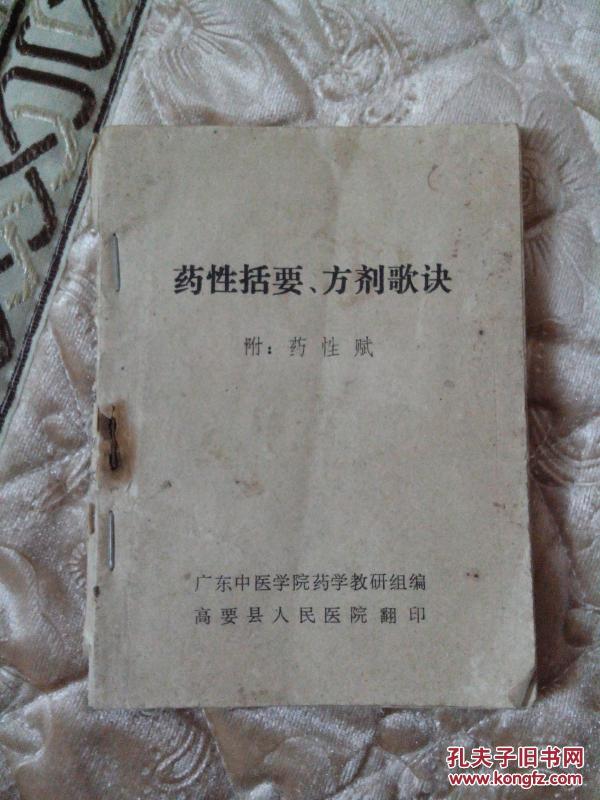 药性括要、方剂歌诀
附：药性赋
广东中医学院药学教研组编
高要县人民医院翻印
孔夫子旧书网
www.kongfz.com